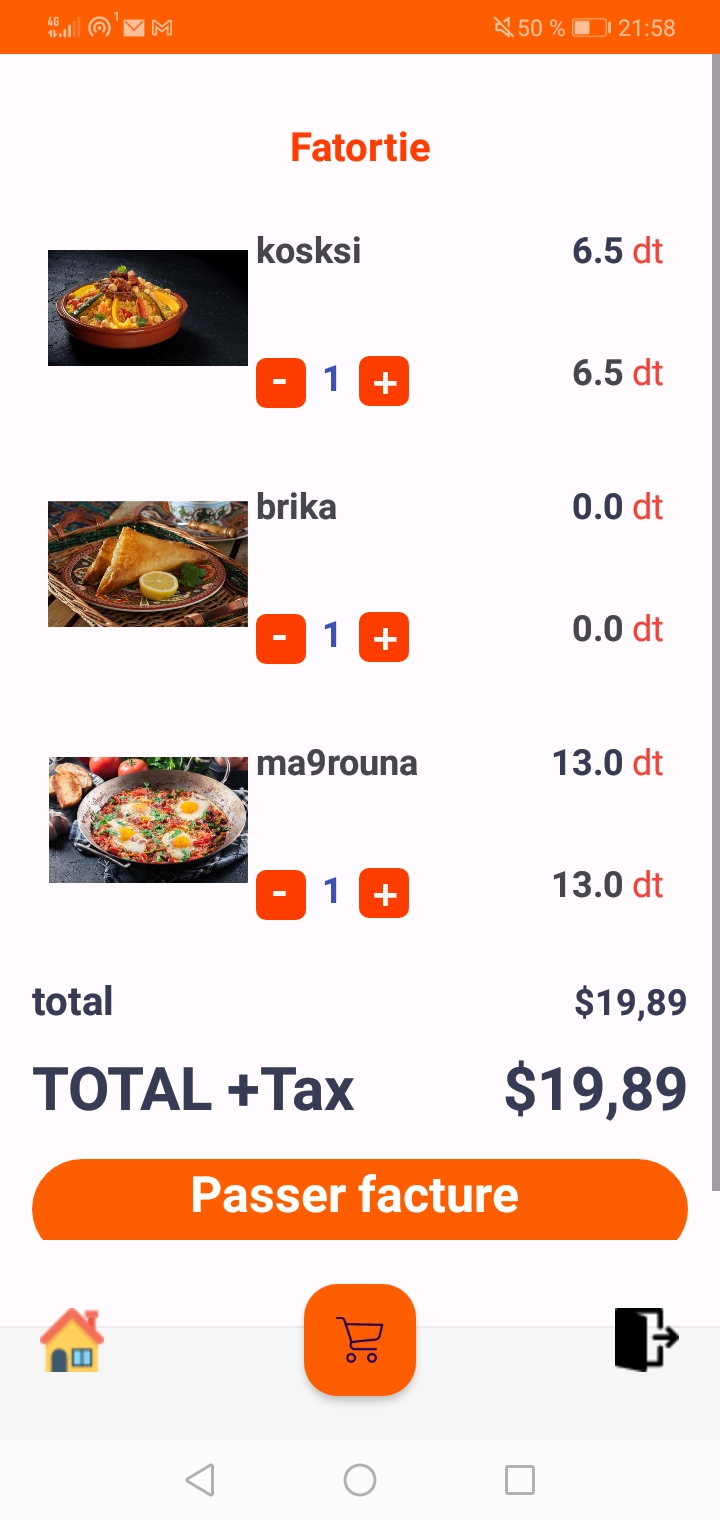 4G 1 50 % 21:58
Fatortie
kosksi 6.5 dt
- 1 + 6.5 dt
brika 0.0 dt
- 1 + 0.0 dt
ma9rouna 13.0 dt
- 1 + 13.0 dt
total $19,89
TOTAL +Tax $19,89
Passer facture